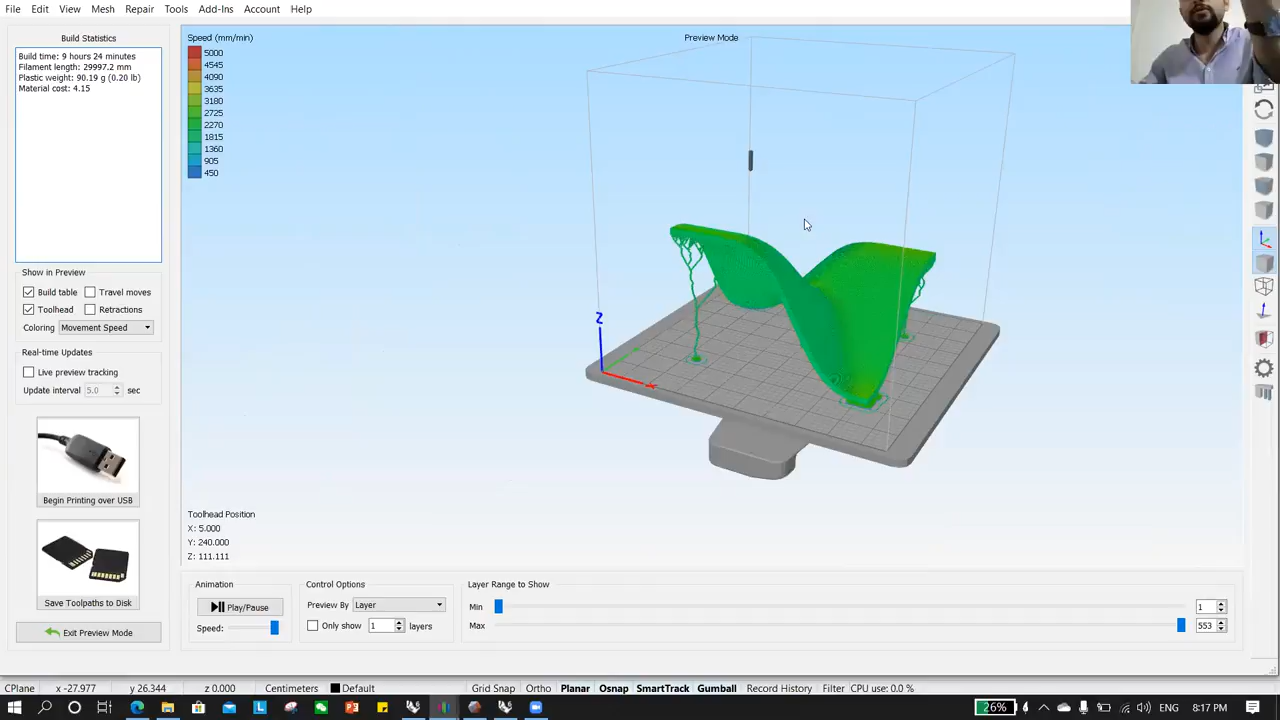 File Edit View Mesh Repair Tools Add-Ins Account Help
Build Statistics
Build time: 9 hours 24 minutes
Filament length: 29997.2 mm
Plastic weight: 90.19 g (0.20 lb)
Material cost: 4.15
Speed (mm/min)
5000
4545
4090
3635
3180
2725
2270
1815
1360
905
450
Preview Mode
Z
Show in Preview
Build table Travel moves
Toolhead Retractions
Coloring Movement Speed
Real-time Updates
Live preview tracking
Update interval 5.0 sec
Begin Printing over USB
Save Toolpaths to Disk
Exit Preview Mode
Toolhead Position
X: 5.000
Y: 240.000
Z: 111.111
Animation
Play/Pause
Speed:
Control Options
Preview By Layer
Only show 1 layers
Layer Range to Show
Min 1
Max 553
CPlane x -27.977 y 26.344 z 0.000 Centimeters Default Grid Snap Ortho Planar Osnap SmartTrack Gumball Record History Filter CPU use: 0.0 %
26% ENG 8:17 PM